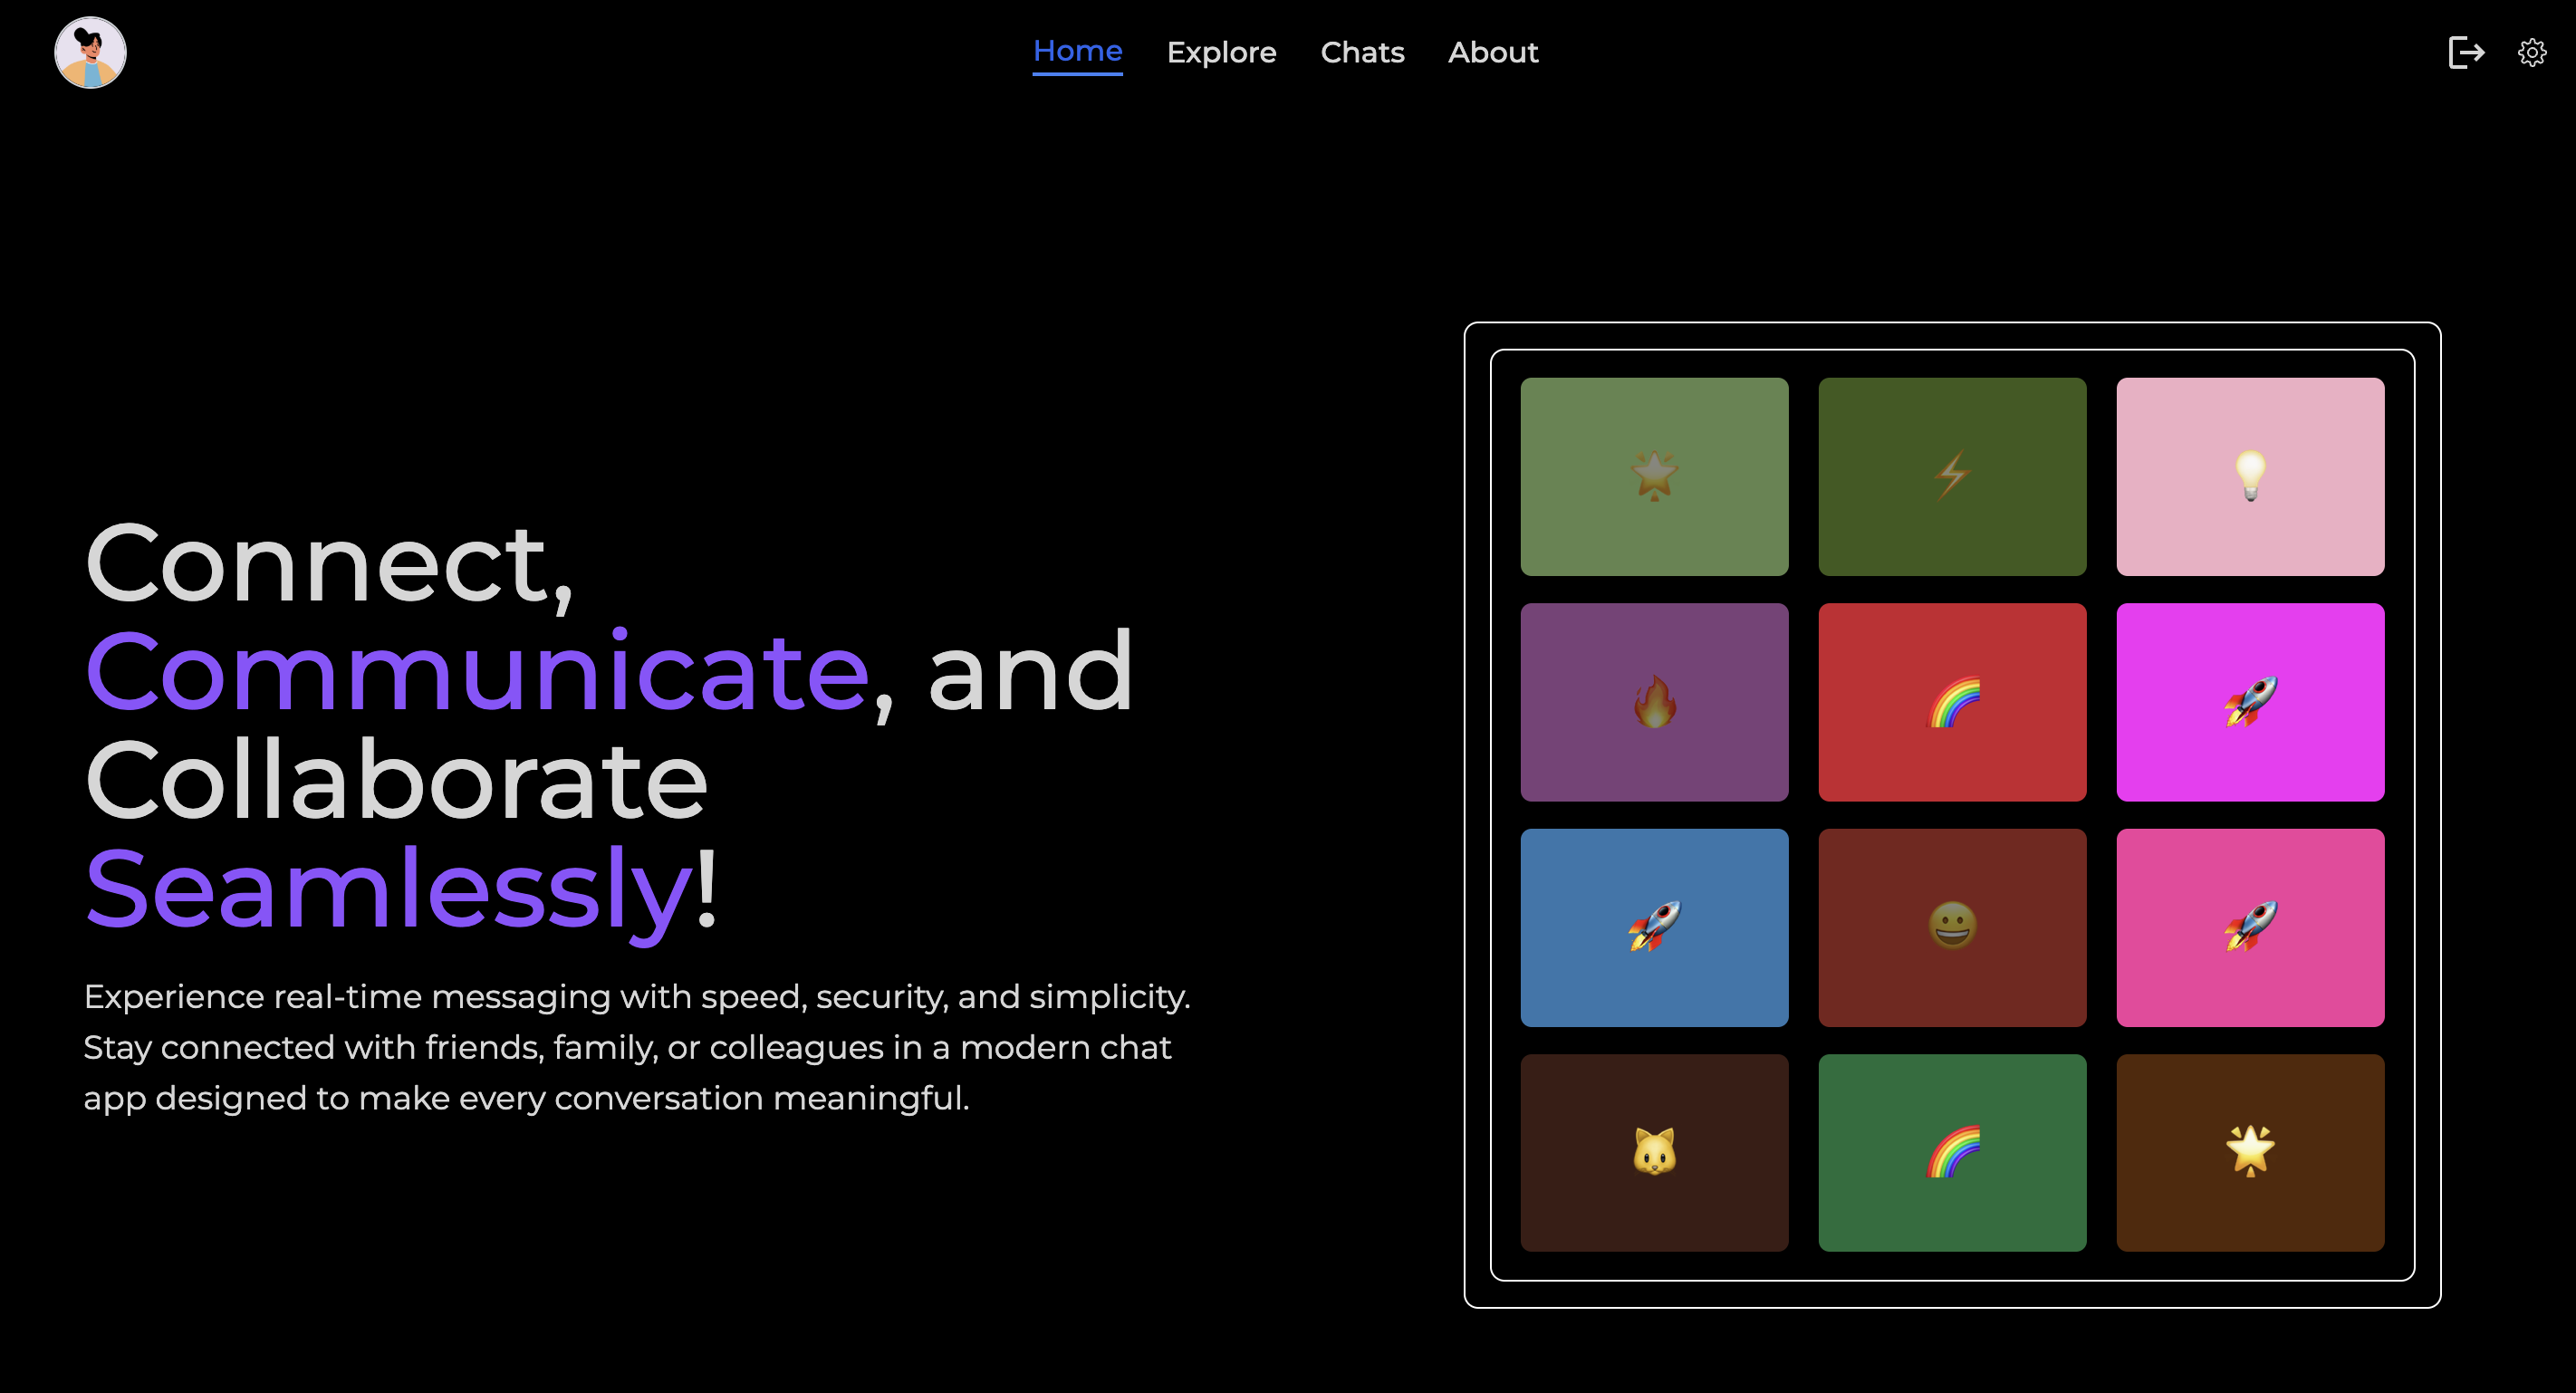 Home Explore Chats About
Connect,
Communicate, and
Collaborate
Seamlessly!
Experience real-time messaging with speed, security, and simplicity.
Stay connected with friends, family, or colleagues in a modern chat
app designed to make every conversation meaningful.